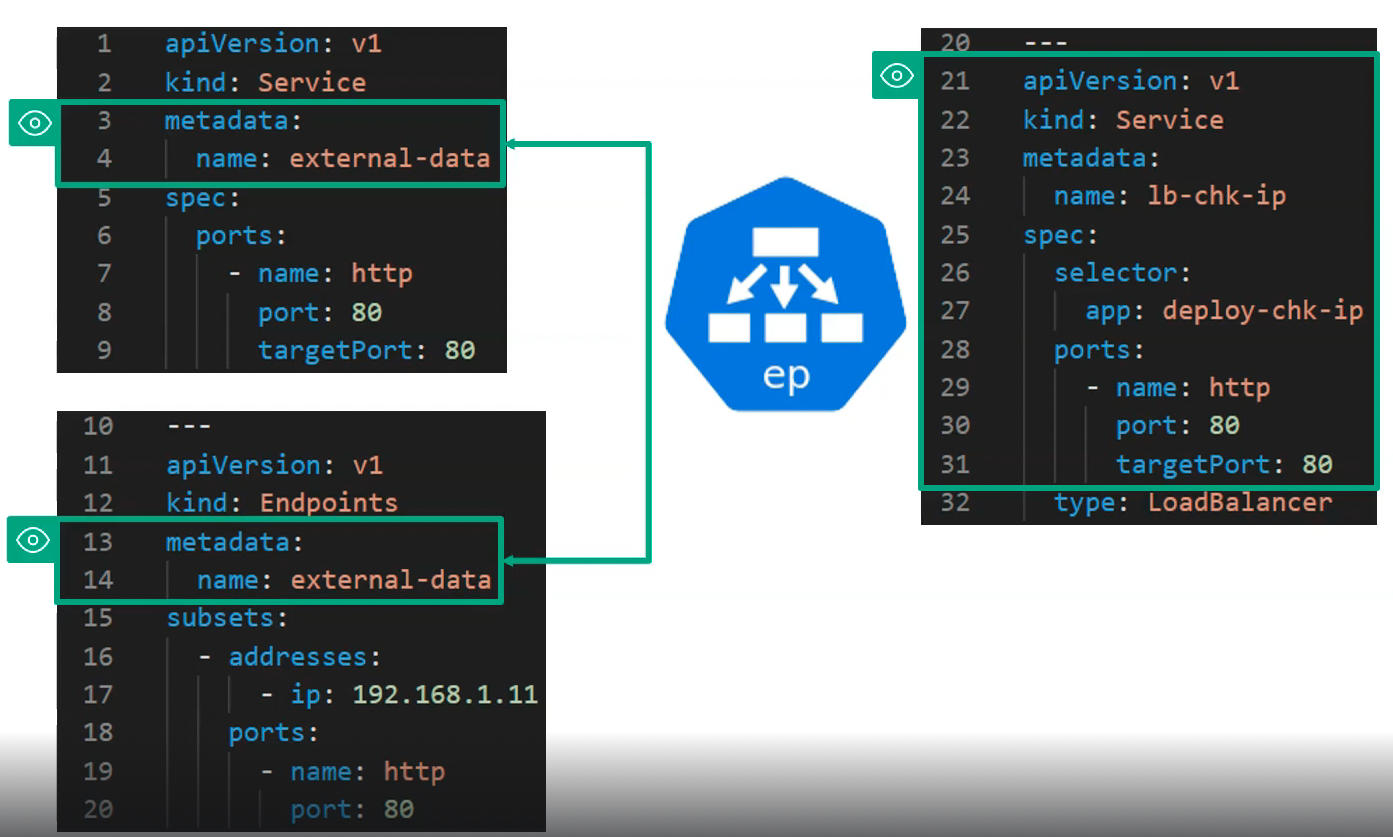 1 apiVersion: v1
2 kind: Service
3 metadata:
4 name: external-data
5 spec:
6 ports:
7 - name: http
8 port: 80
9 targetPort: 80
10 ---
11 apiVersion: v1
12 kind: Endpoints
13 metadata:
14 name: external-data
15 subsets:
16 - addresses:
17 - ip: 192.168.1.11
18 ports:
19 - name: http
20 port: 80
ep
20 ---
21 apiVersion: v1
22 kind: Service
23 metadata:
24 name: lb-chk-ip
25 spec:
26 selector:
27 app: deploy-chk-ip
28 ports:
29 - name: http
30 port: 80
31 targetPort: 80
32 type: LoadBalancer